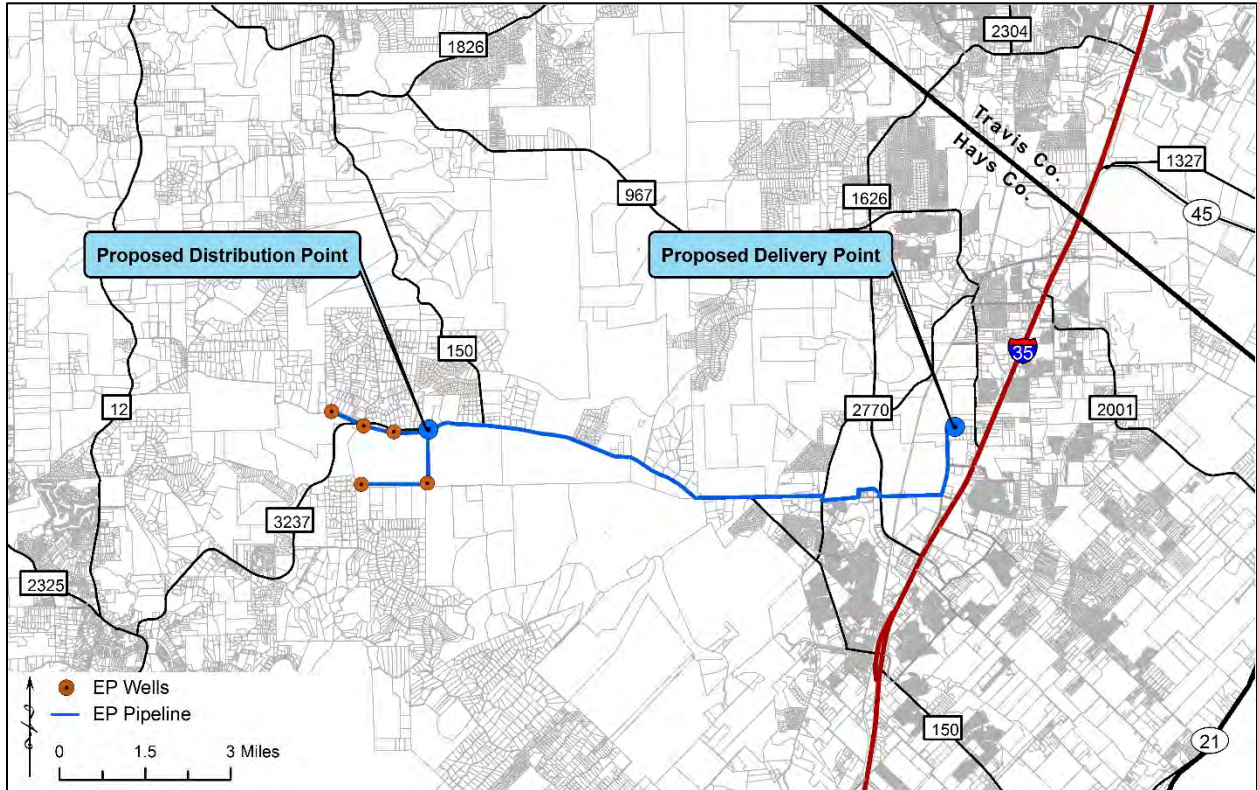 1826
2304
Travis Co.
Hays Co.
1327
967
1626
45
Proposed Distribution Point
Proposed Delivery Point
150
35
12
2770
2001
3237
2325
EP Wells
EP Pipeline
0 1.5 3 Miles
150
21